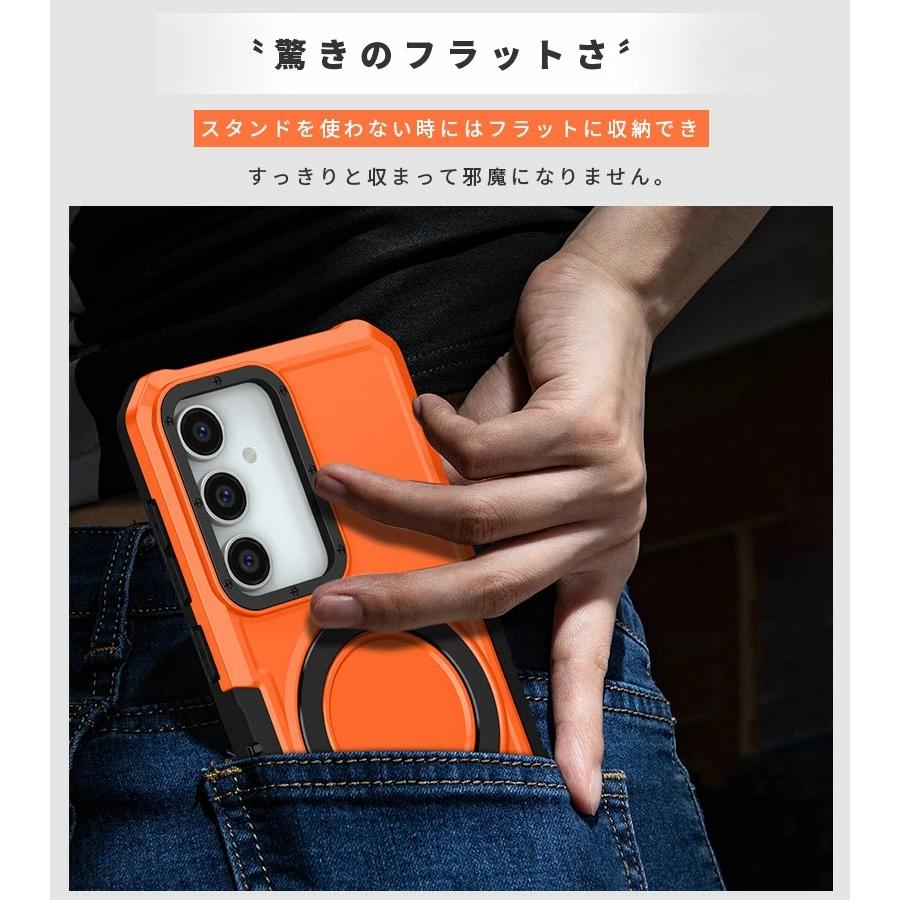 〝驚きのフラットさ〞
スタンドを使わない時にはフラットに収納でき
すっきりと収まって邪魔になりません。